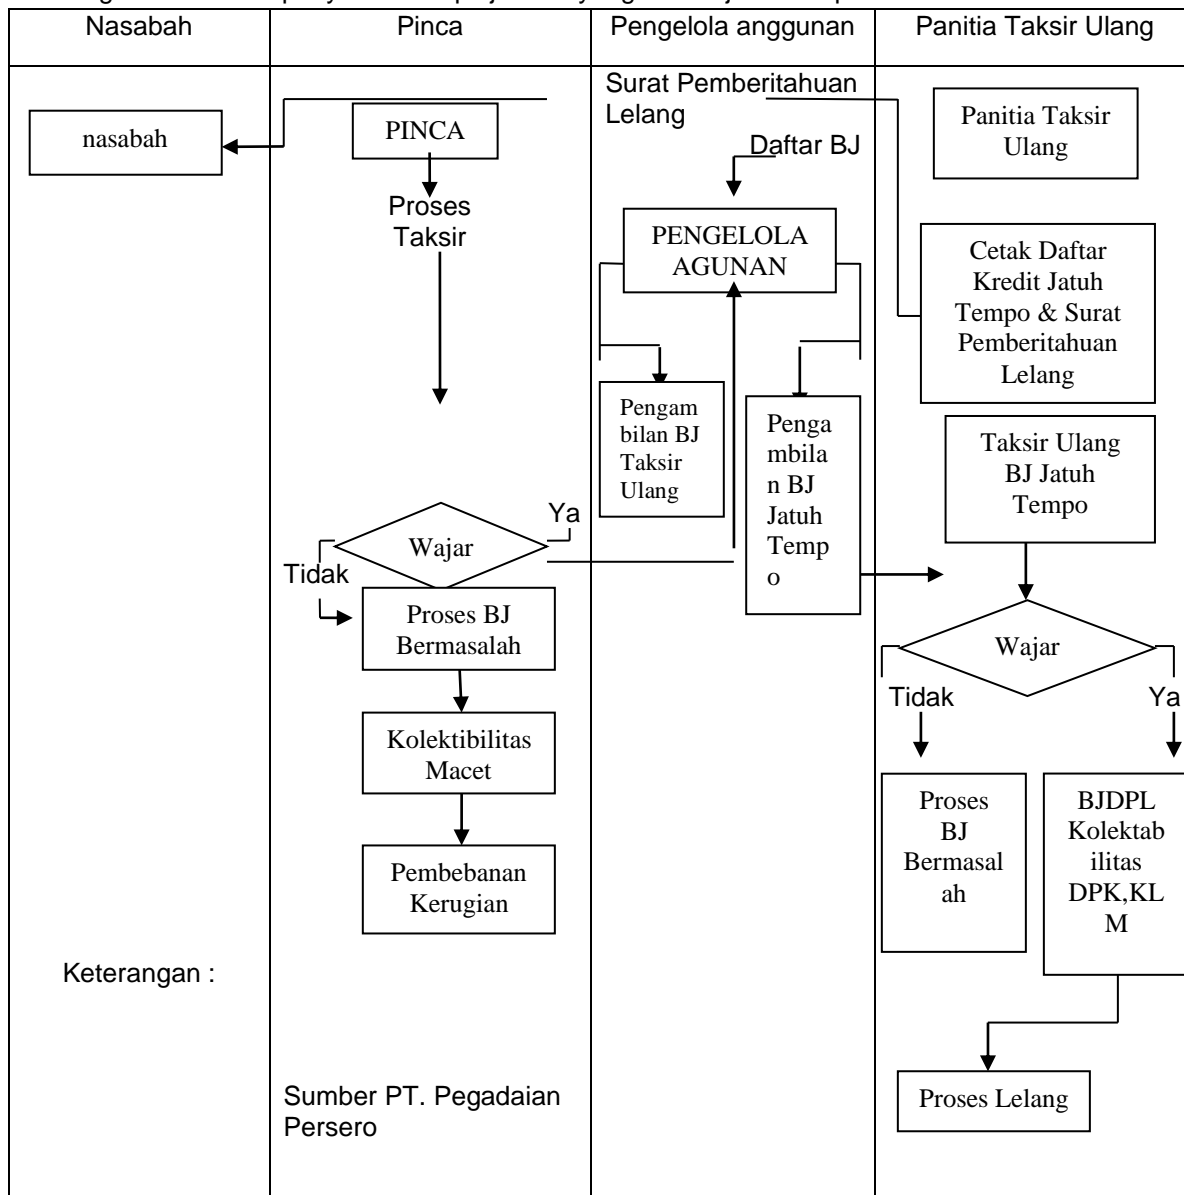 Nasabah
Pinca
Pengelola anggunan
Panitia Taksir Ulang
nasabah
PINCA
Proses
Taksir
Wajar
Ya
Tidak
Proses BJ
Bermasalah
Kolektibilitas
Macet
Pembebanan
Kerugian
Surat Pemberitahuan
Lelang
Daftar BJ
PENGELOLA
AGUNAN
Pengam
bilan BJ
Taksir
Ulang
Penga
mbila
n BJ
Jatuh
Temp
o
Panitia Taksir
Ulang
Cetak Daftar
Kredit Jatuh
Tempo & Surat
Pemberitahuan
Lelang
Taksir Ulang
BJ Jatuh
Tempo
Wajar
Tidak
Ya
Proses
BJ
Bermasal
ah
BJDPL
Kolektab
ilitas
DPK,KL
M
Proses Lelang
Keterangan :
Sumber PT. Pegadaian
Persero